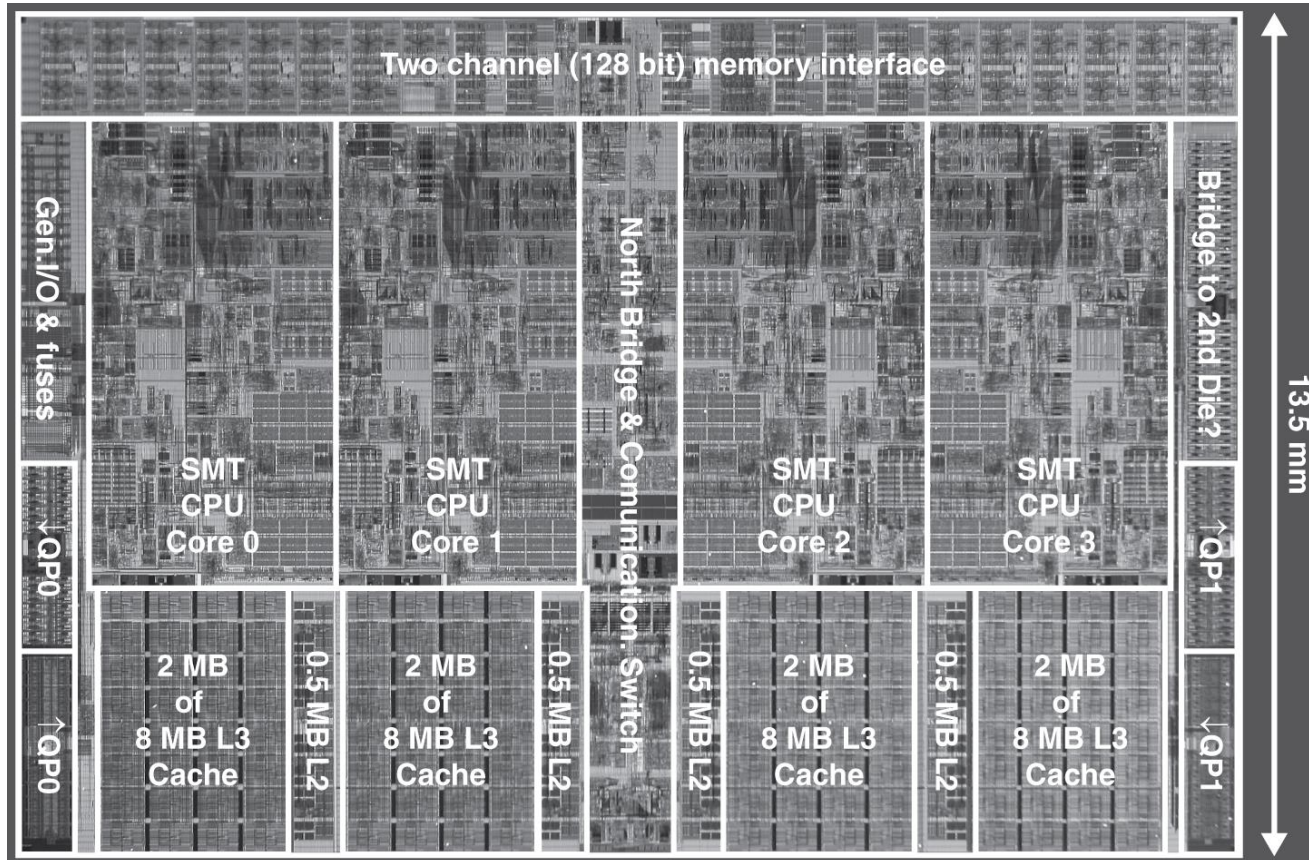 Two channel (128 bit) memory interface
Gen.I/O & fuses
SMT
CPU
Core 0
SMT
CPU
Core 1
North Bridge & Communication. Switch
SMT
CPU
Core 2
SMT
CPU
Core 3
Bridge to 2nd Die?
13.5 mm
↓QP0
↑QP0
2 MB
of
8 MB L3
Cache
0.5 MB L2
2 MB
of
8 MB L3
Cache
0.5 MB L2
0.5 MB L2
2 MB
of
8 MB L3
Cache
0.5 MB L2
2 MB
of
8 MB L3
Cache
↑QP1
↓QP1